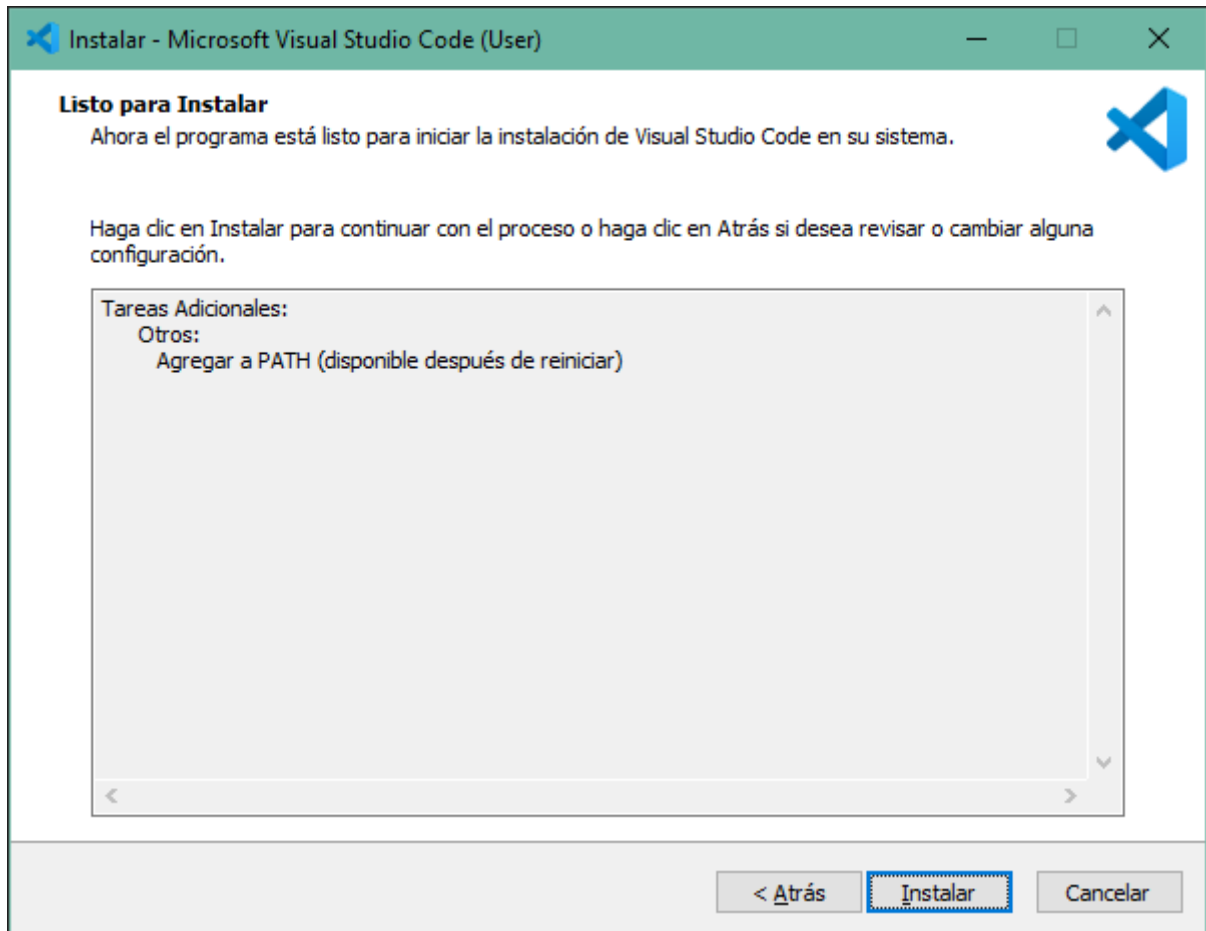 Instalar - Microsoft Visual Studio Code (User)
Listo para Instalar
Ahora el programa está listo para iniciar la instalación de Visual Studio Code en su sistema.
Haga clic en Instalar para continuar con el proceso o haga clic en Atrás si desea revisar o cambiar alguna
configuración.
Tareas Adicionales:
Otros:
Agregar a PATH (disponible después de reiniciar)
< Atrás
Instalar
Cancelar